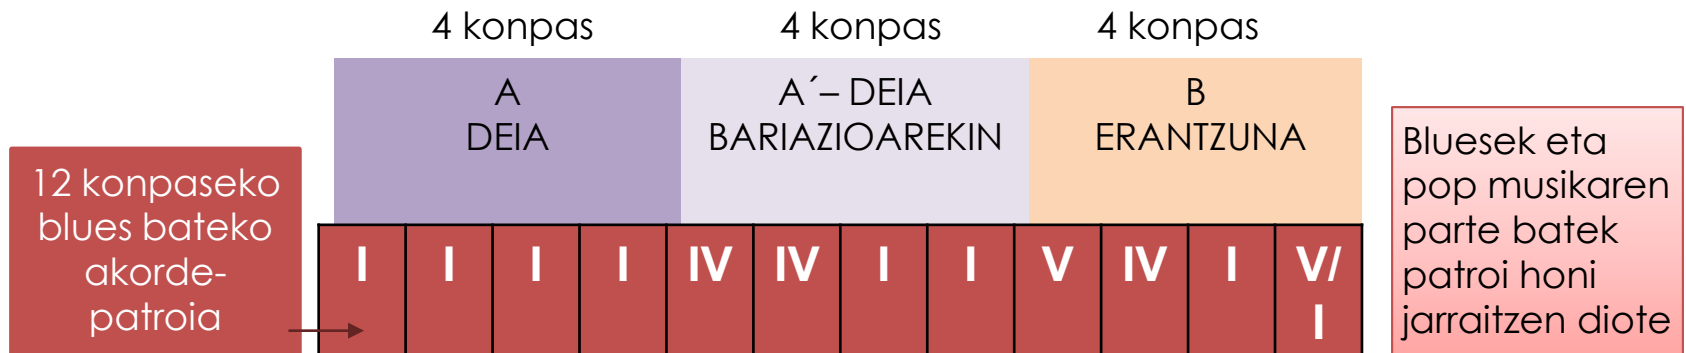 4 konpas
4 konpas
4 konpas
A
DEIA
A´– DEIA
BARIAZIOAREKIN
B
ERANTZUNA
12 konpaseko
blues bateko
akorde-
patroia
I I I I IV IV I I V IV I V/
I
Bluesek eta
pop musikaren
parte batek
patroi honi
jarraitzen diote